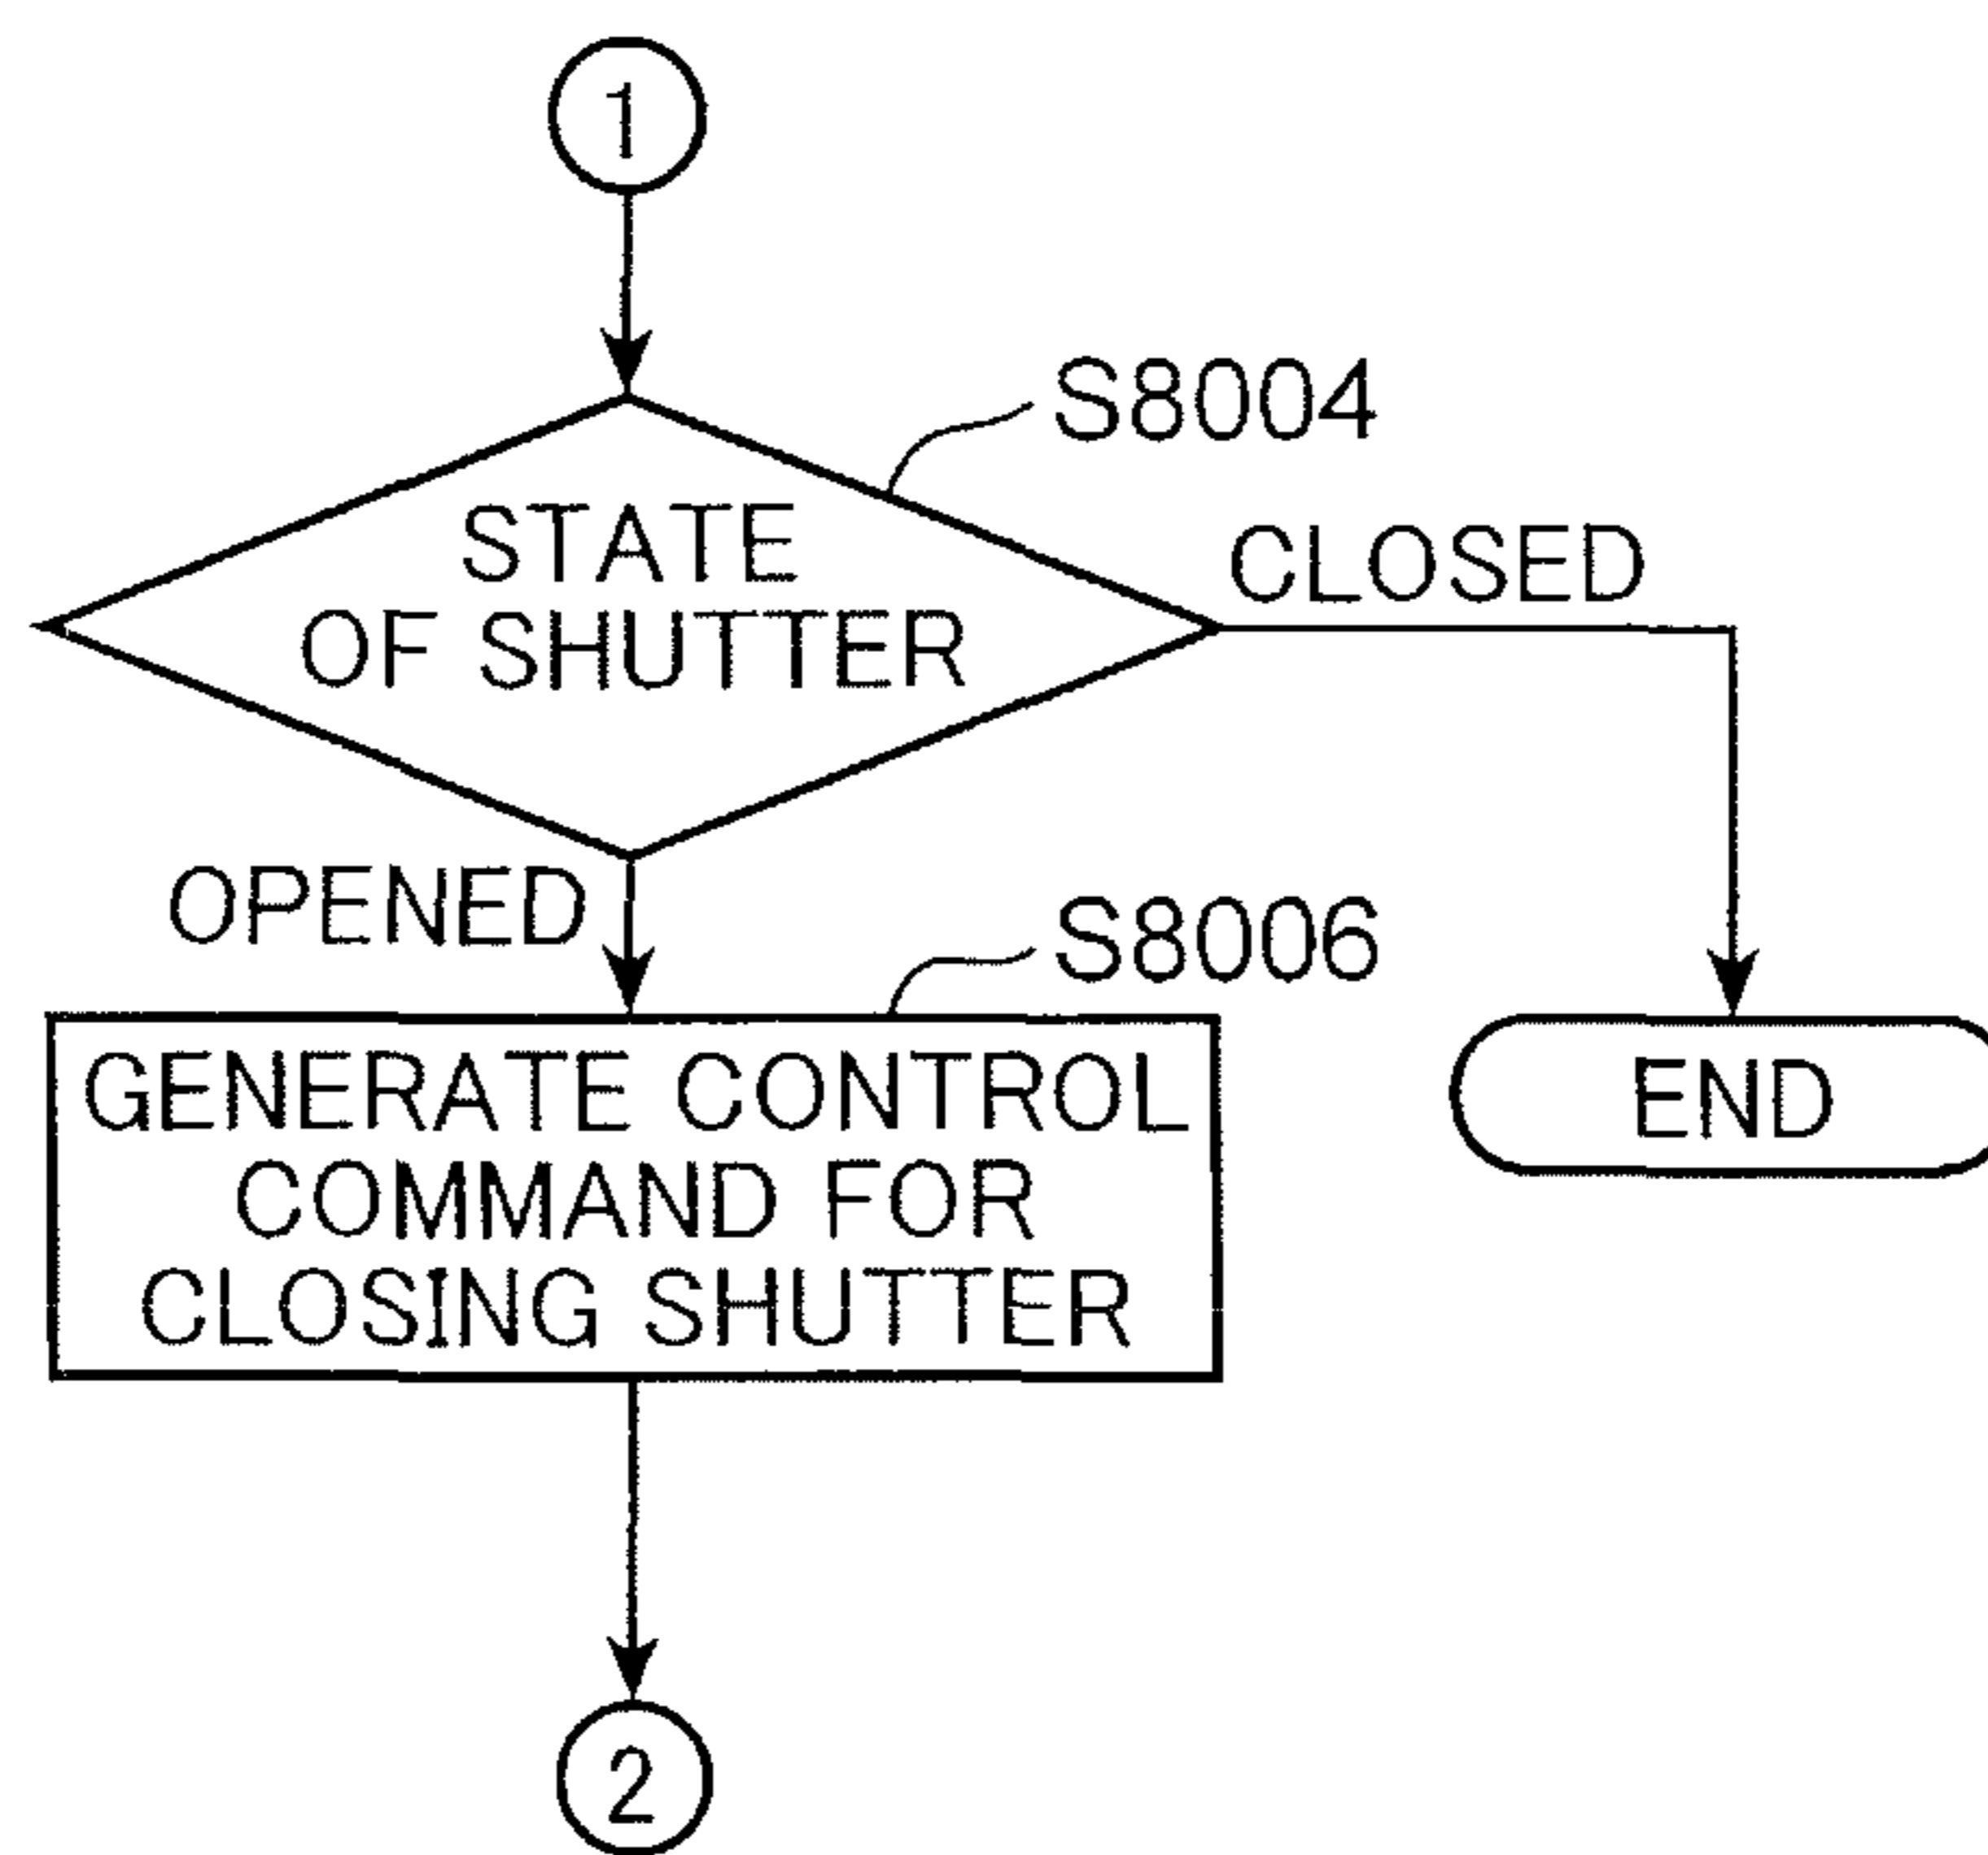 1
S8004
STATE
OF SHUTTER
CLOSED
OPENED
S8006
GENERATE CONTROL
COMMAND FOR
CLOSING SHUTTER
END
2